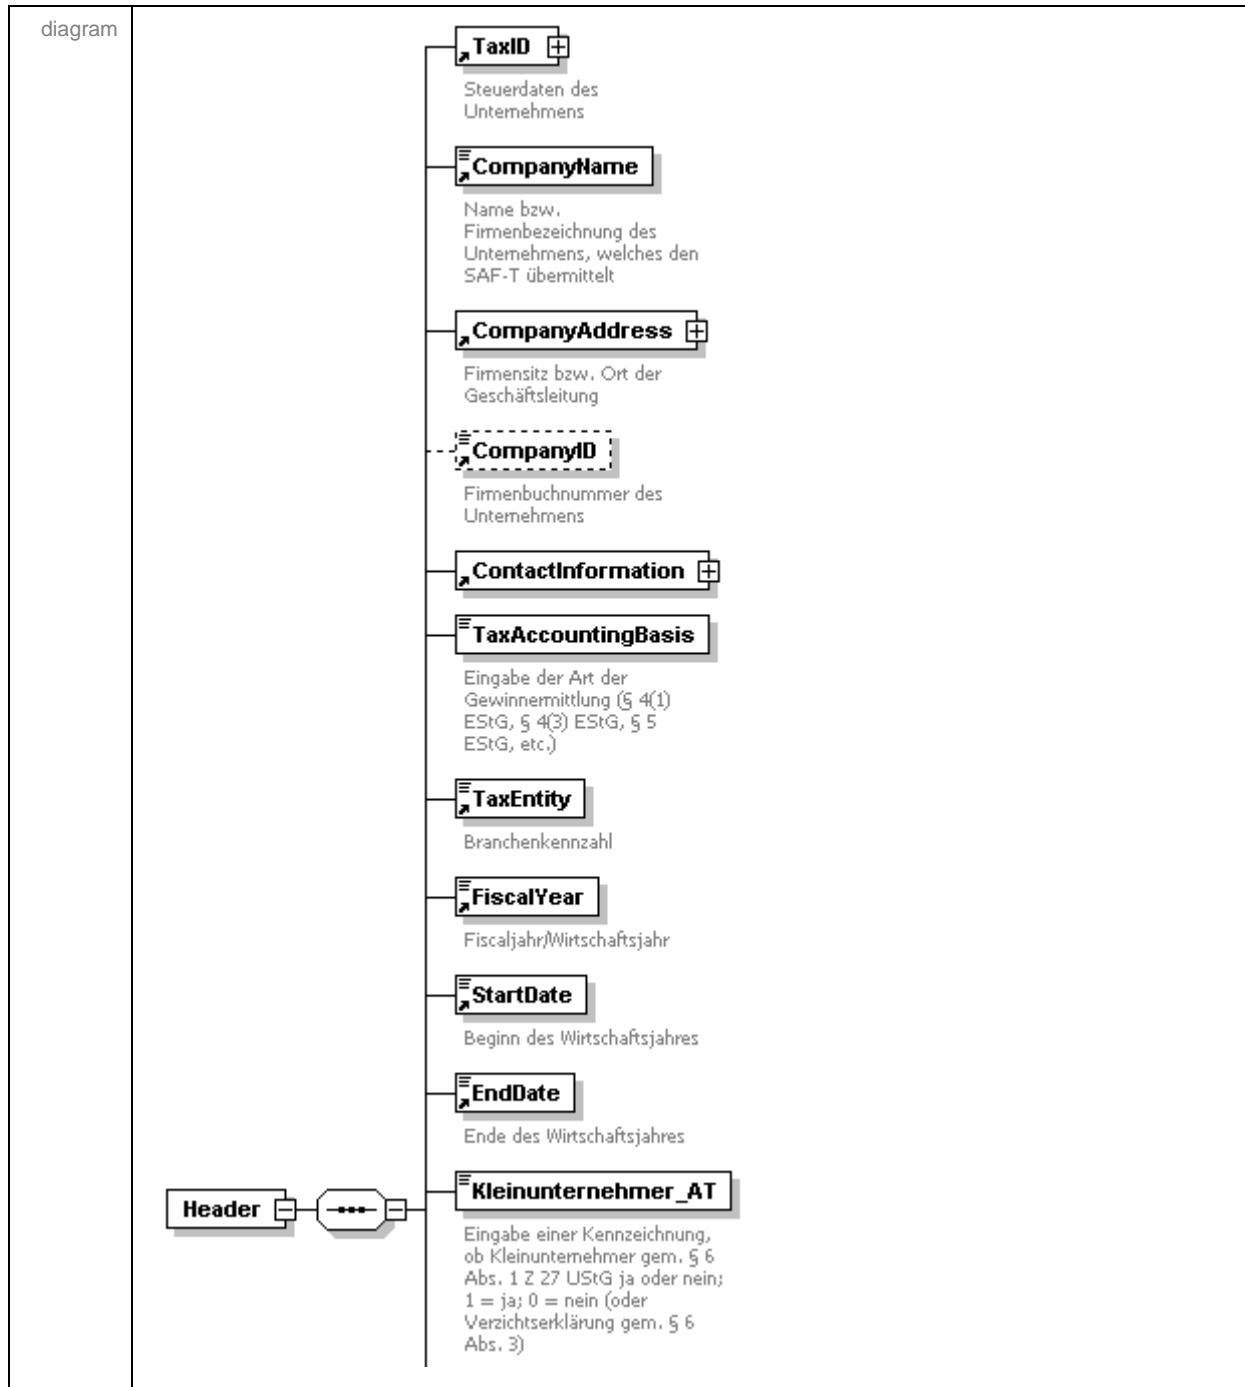 diagram
TaxID
Steuerdaten des
Unternehmens
CompanyName
Name bzw.
Firmenbezeichnung des
Unternehmens, welches den
SAF-T übermittelt
CompanyAddress
Firmensitz bzw. Ort der
Geschäftsleitung
CompanyID
Firmenbuchnummer des
Unternehmens
ContactInformation
TaxAccountingBasis
Eingabe der Art der
Gewinnermittlung (§ 4(1)
EStG, § 4(3) EStG, § 5
EStG, etc.)
TaxEntity
Branchenkennzahl
FiscalYear
Fiscaljahr/Wirtschaftsjahr
StartDate
Beginn des Wirtschaftsjahres
EndDate
Ende des Wirtschaftsjahres
Header
Kleinunternehmer_AT
Eingabe einer Kennzeichnung,
ob Kleinunternehmer gem. § 6
Abs. 1 Z 27 UStG ja oder nein;
1 = ja; 0 = nein (oder
Verzichtserklärung gem. § 6
Abs. 3)